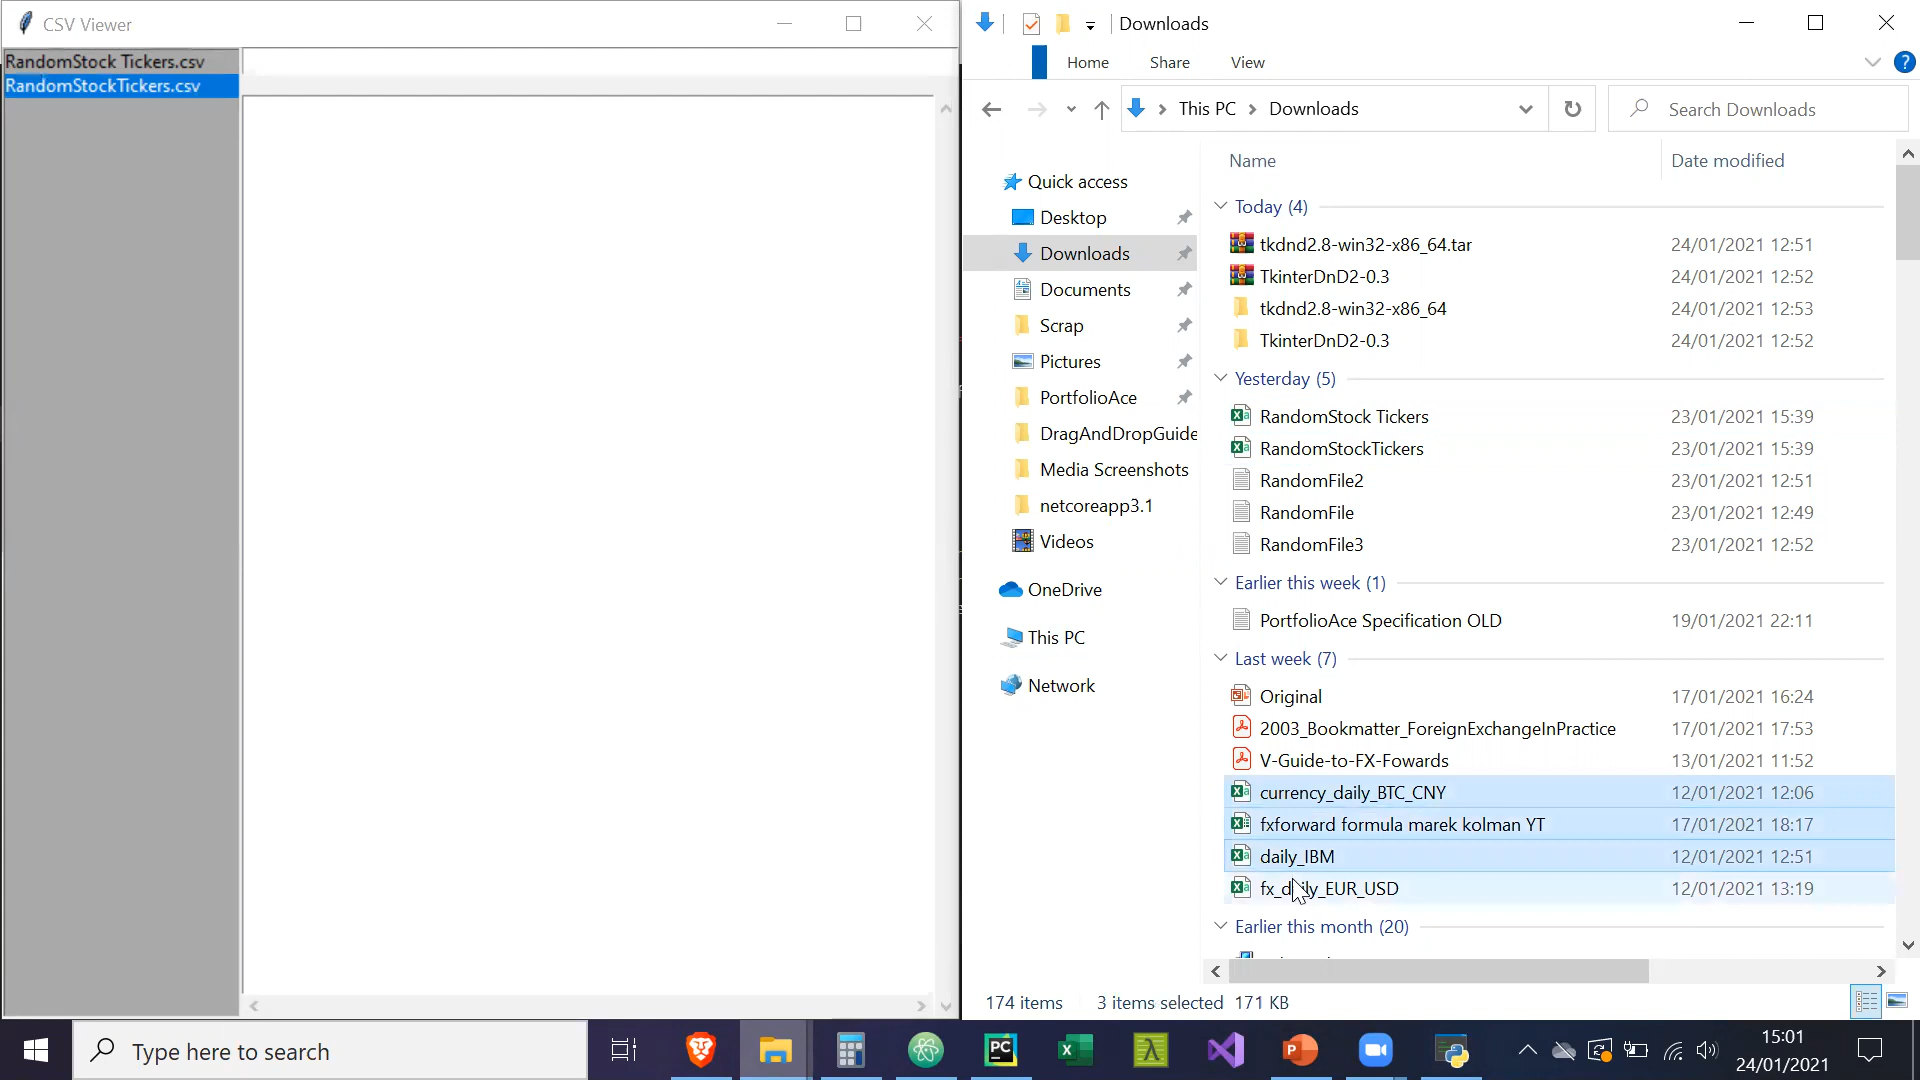 CSV Viewer
RandomStock Tickers.csv
RandomStockTickers.csv
Downloads
Home
Share
View
?
This PC
Downloads
Search Downloads
Name
Date modified
Quick access
Desktop
Downloads
Documents
Scrap
Pictures
PortfolioAce
DragAndDropGuide
Media Screenshots
netcoreapp3.1
Videos
OneDrive
This PC
Network
Today (4)
tkdnd2.8-win32-x86_64.tar 24/01/2021 12:51
TkinterDnD2-0.3 24/01/2021 12:52
tkdnd2.8-win32-x86_64 24/01/2021 12:53
TkinterDnD2-0.3 24/01/2021 12:52
Yesterday (5)
RandomStock Tickers 23/01/2021 15:39
RandomStockTickers 23/01/2021 15:39
RandomFile2 23/01/2021 12:51
RandomFile 23/01/2021 12:49
RandomFile3 23/01/2021 12:52
Earlier this week (1)
PortfolioAce Specification OLD 19/01/2021 22:11
Last week (7)
Original 17/01/2021 16:24
2003_Bookmatter_ForeignExchangeInPractice 17/01/2021 17:53
V-Guide-to-FX-Fowards 13/01/2021 11:52
currency_daily_BTC_CNY 12/01/2021 12:06
fxforward formula marek kolman YT 17/01/2021 18:17
daily_IBM 12/01/2021 12:51
fx_daily_EUR_USD 12/01/2021 13:19
Earlier this month (20)
174 items 3 items selected 171 KB
Type here to search
PC
15:01
24/01/2021